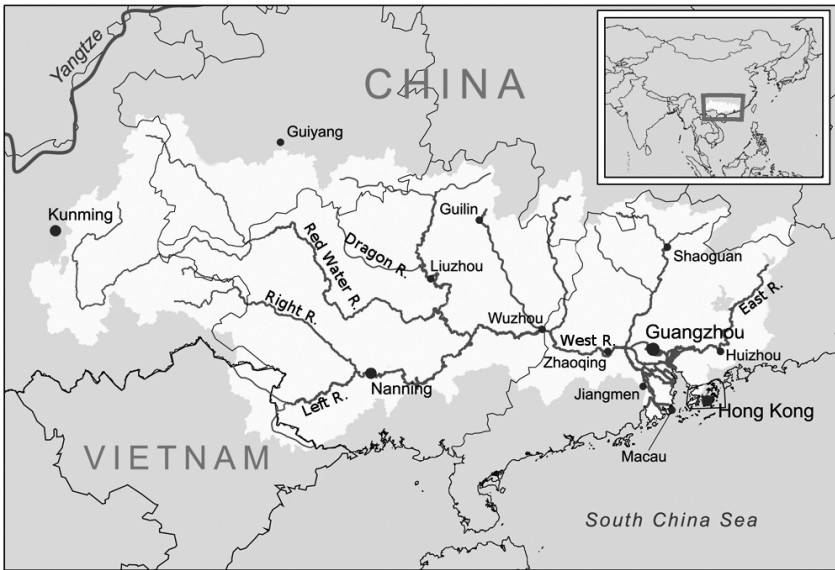 Yangtze
CHINA
Guiyang
Kunming
Guilin
Red Water R.
Dragon R.
Liuzhou
Shaoguan
Right R.
East R.
Wuzhou
West R.
Guangzhou
Zhaoqing
Huizhou
Nanning
Left R.
Jiangmen
Hong Kong
Macau
VIETNAM
South China Sea